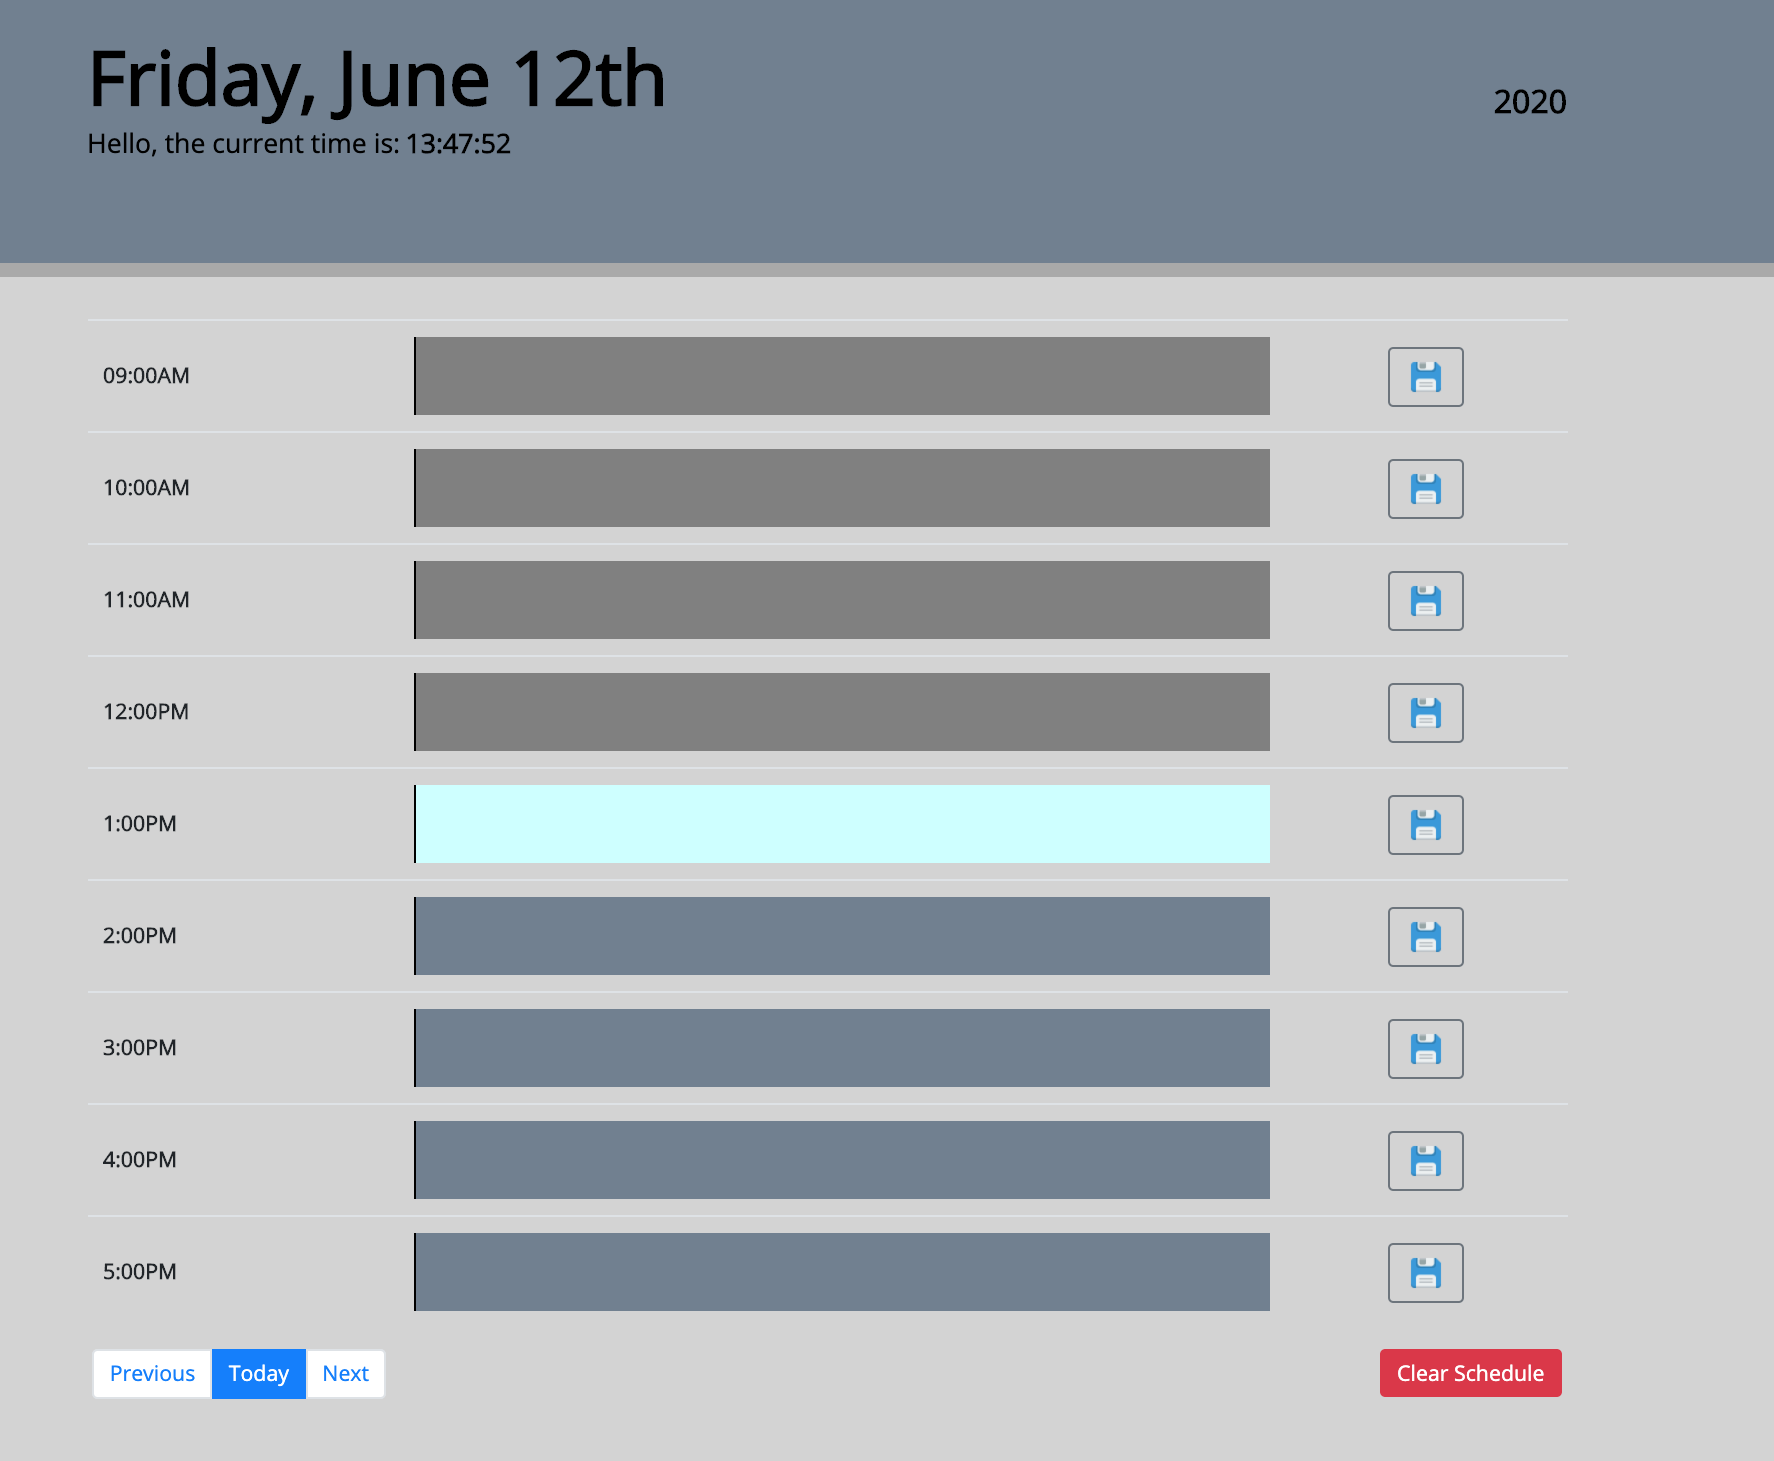 Friday, June 12th
2020
Hello, the current time is: 13:47:52
09:00AM
10:00AM
11:00AM
12:00PM
1:00PM
2:00PM
3:00PM
4:00PM
5:00PM
Previous Today Next
Clear Schedule